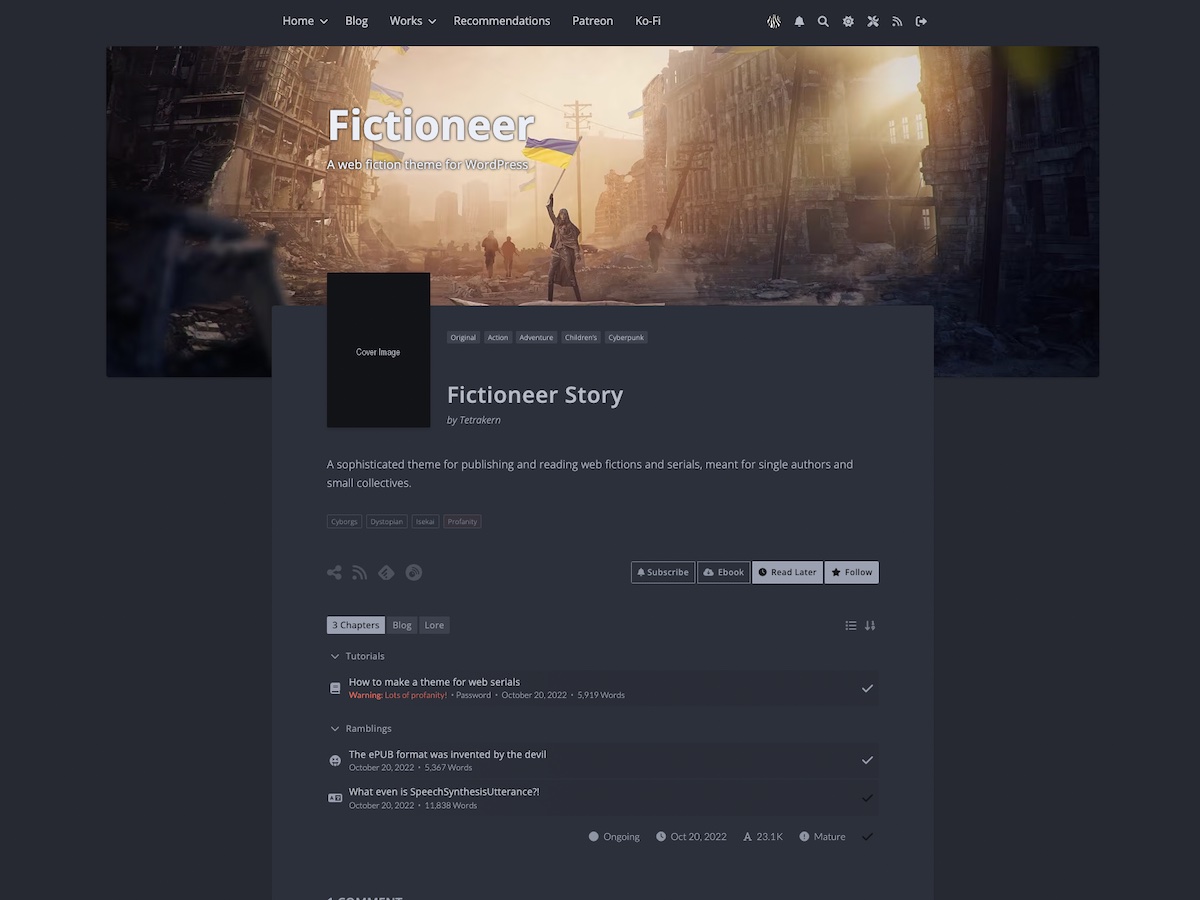 Home Blog Works Recommendations Patreon Ko-Fi
Fictioneer
A web fiction theme for WordPress
Cover Image
Original Action Adventure Children's Cyberpunk
Fictioneer Story
by Tetrakern
A sophisticated theme for publishing and reading web fictions and serials, meant for single authors and
small collectives.
Cyborgs Dystopian Isekai Profanity
Subscribe Ebook Read Later Follow
3 Chapters Blog Lore
Tutorials
How to make a theme for web serials
Warning: Lots of profanity! • Password • October 20, 2022 • 5,919 Words
Ramblings
The ePUB format was invented by the devil
October 20, 2022 • 5,367 Words
What even is SpeechSynthesisUtterance?!
October 20, 2022 • 11,838 Words
Ongoing Oct 20, 2022 23.1K Mature
1 COMMENT